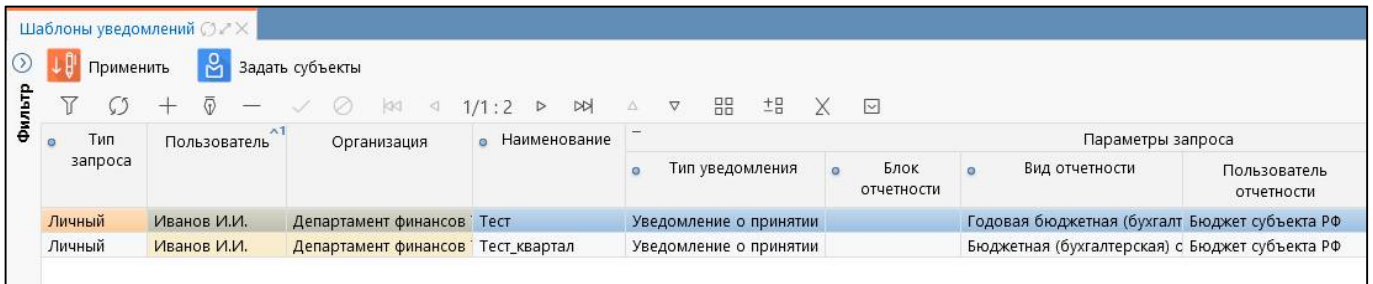 Шаблоны уведомлений
Применить Задать субъекты
Фильтр
1/1 : 2
Тип запроса Пользователь ^1 Организация Наименование Параметры запроса
Тип уведомления Блок отчетности Вид отчетности Пользователь отчетности
Личный Иванов И.И. Департамент финансов Тест Уведомление о принятии Годовая бюджетная (бухгалт Бюджет субъекта РФ
Личный Иванов И.И. Департамент финансов Тест_квартал Уведомление о принятии Бюджетная (бухгалтерская) о Бюджет субъекта РФ